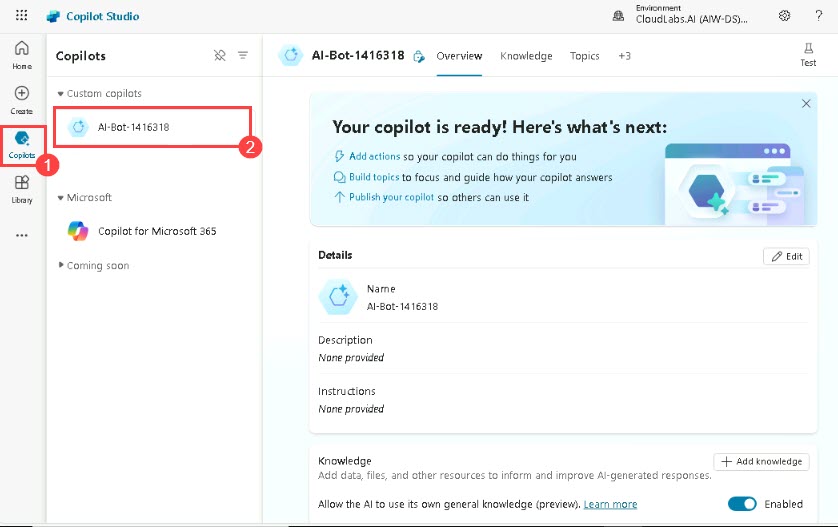 Copilot Studio
Environment
CloudLabs.AI (AIW-DS)...
?
Home
Create
Copilots
1
Library
...
Copilots
Custom copilots
AI-Bot-1416318
2
Microsoft
Copilot for Microsoft 365
Coming soon
AI-Bot-1416318
Overview
Knowledge
Topics
+3
Test
Your copilot is ready! Here's what's next:
Add actions so your copilot can do things for you
Build topics to focus and guide how your copilot answers
Publish your copilot so others can use it
Details
Edit
Name
AI-Bot-1416318
Description
None provided
Instructions
None provided
Knowledge
Add knowledge
Add data, files, and other resources to inform and improve AI-generated responses.
Allow the AI to use its own general knowledge (preview). Learn more
Enabled